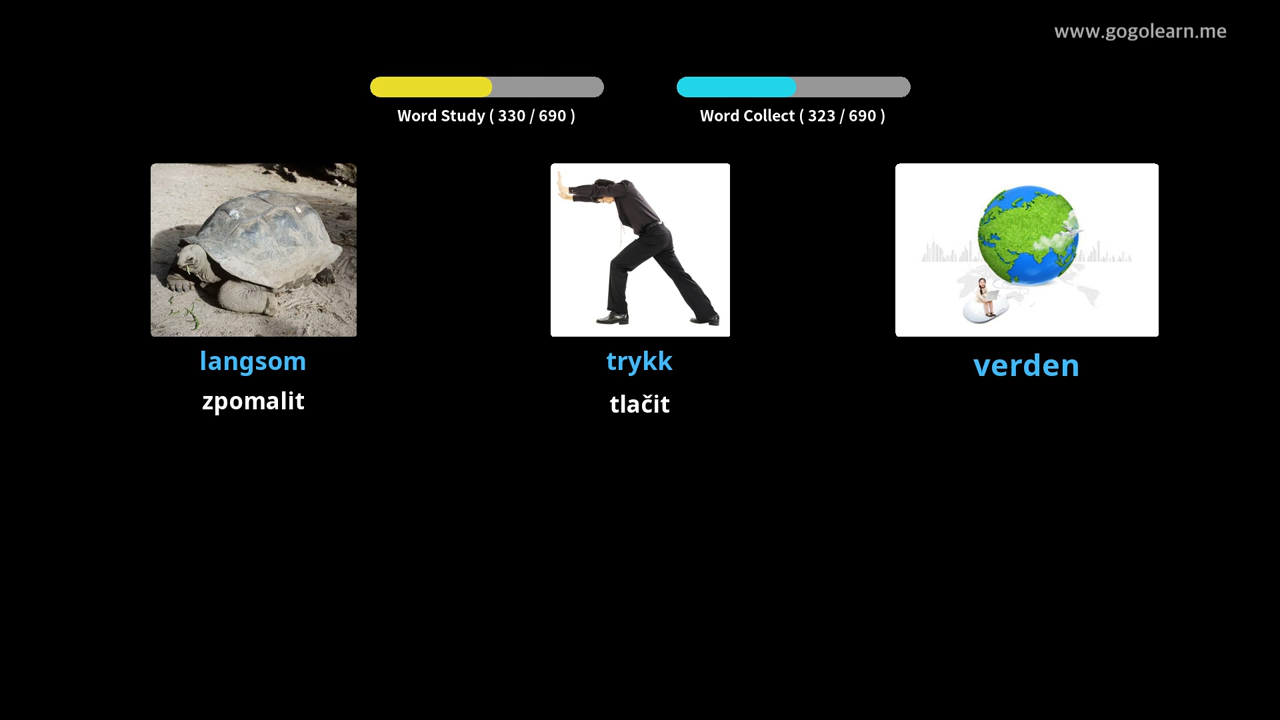 www.gogolearn.me
Word Study ( 330 / 690 )
Word Collect ( 323 / 690 )
langsom
zpomalit
trykk
tlačit
verden